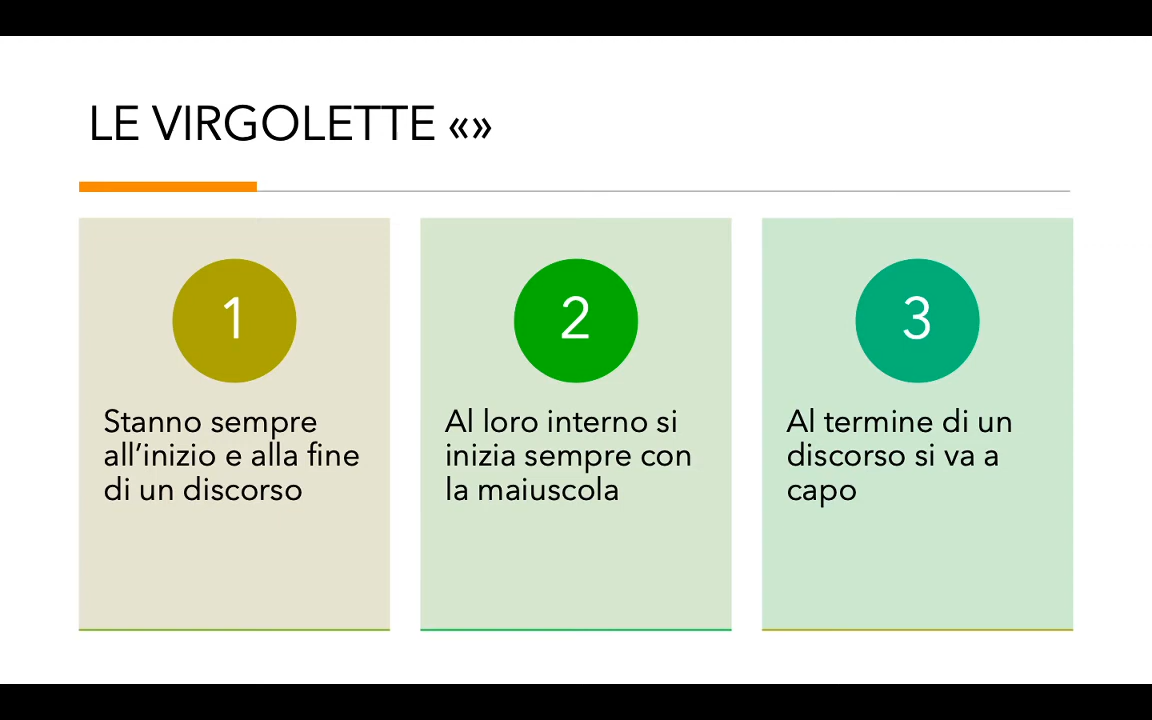 LE VIRGOLETTE «»
1
Stanno sempre
all’inizio e alla fine
di un discorso
2
Al loro interno si
inizia sempre con
la maiuscola
3
Al termine di un
discorso si va a
capo